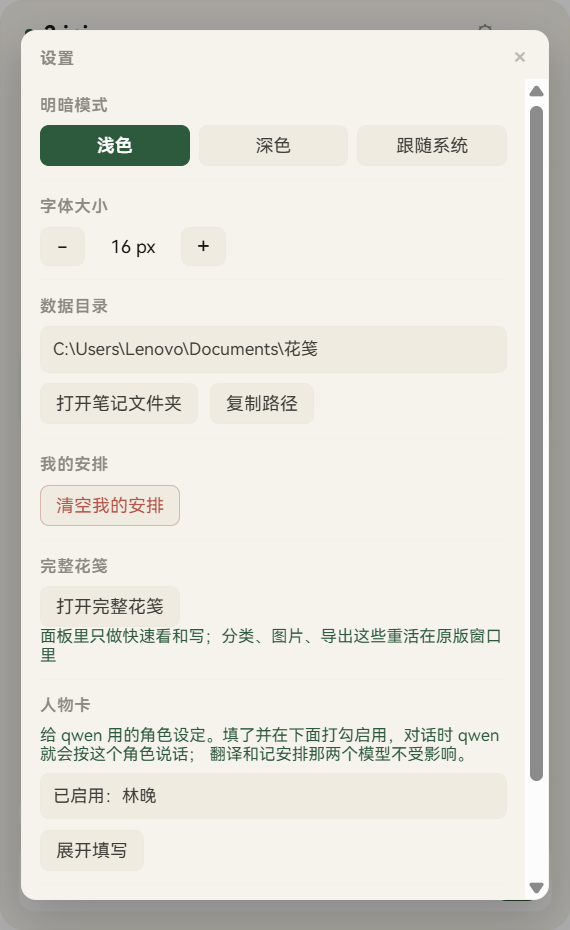 设置
×
明暗模式
浅色 深色 跟随系统
字体大小
− 16 px +
数据目录
C:\Users\Lenovo\Documents\花笺
打开笔记文件夹 复制路径
我的安排
清空我的安排
完整花笺
打开完整花笺
面板里只做快速看和写；分类、图片、导出这些重活在原版窗口
里
人物卡
给 qwen 用的角色设定。填了并在下面打勾启用，对话时 qwen
就会按这个角色说话； 翻译和记安排那两个模型不受影响。
已启用：林晚
展开填写